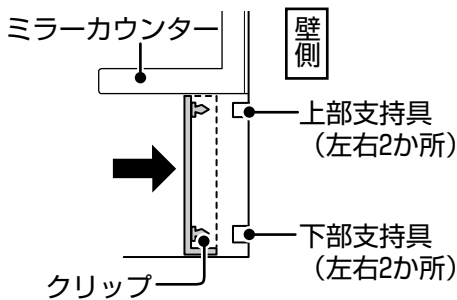 ミラーカウンター
壁側
上部支持具
（左右2か所）
下部支持具
（左右2か所）
クリップ